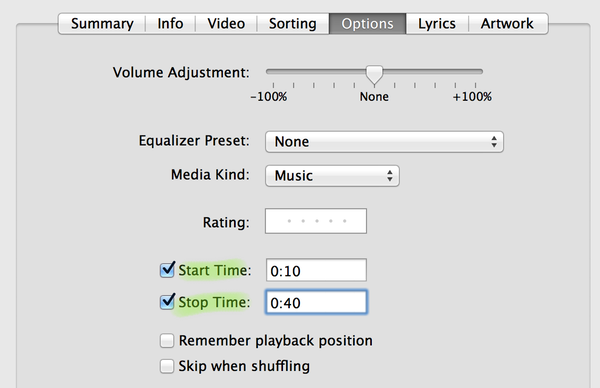 Summary Info Video Sorting Options Lyrics Artwork
Volume Adjustment:
-100% None +100%
Equalizer Preset: None
Media Kind: Music
Rating:
Start Time: 0:10
Stop Time: 0:40
Remember playback position
Skip when shuffling